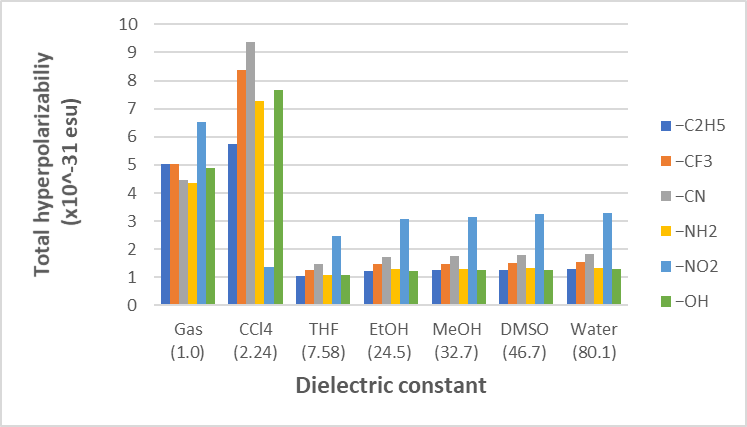 Total hyperpolarizabiliy
(x10^-31 esu)
10
9
8
7
6
5
4
3
2
1
0
Gas CCl4 THF EtOH MeOH DMSO Water
(1.0) (2.24) (7.58) (24.5) (32.7) (46.7) (80.1)
Dielectric constant
−C2H5
−CF3
−CN
−NH2
−NO2
−OH